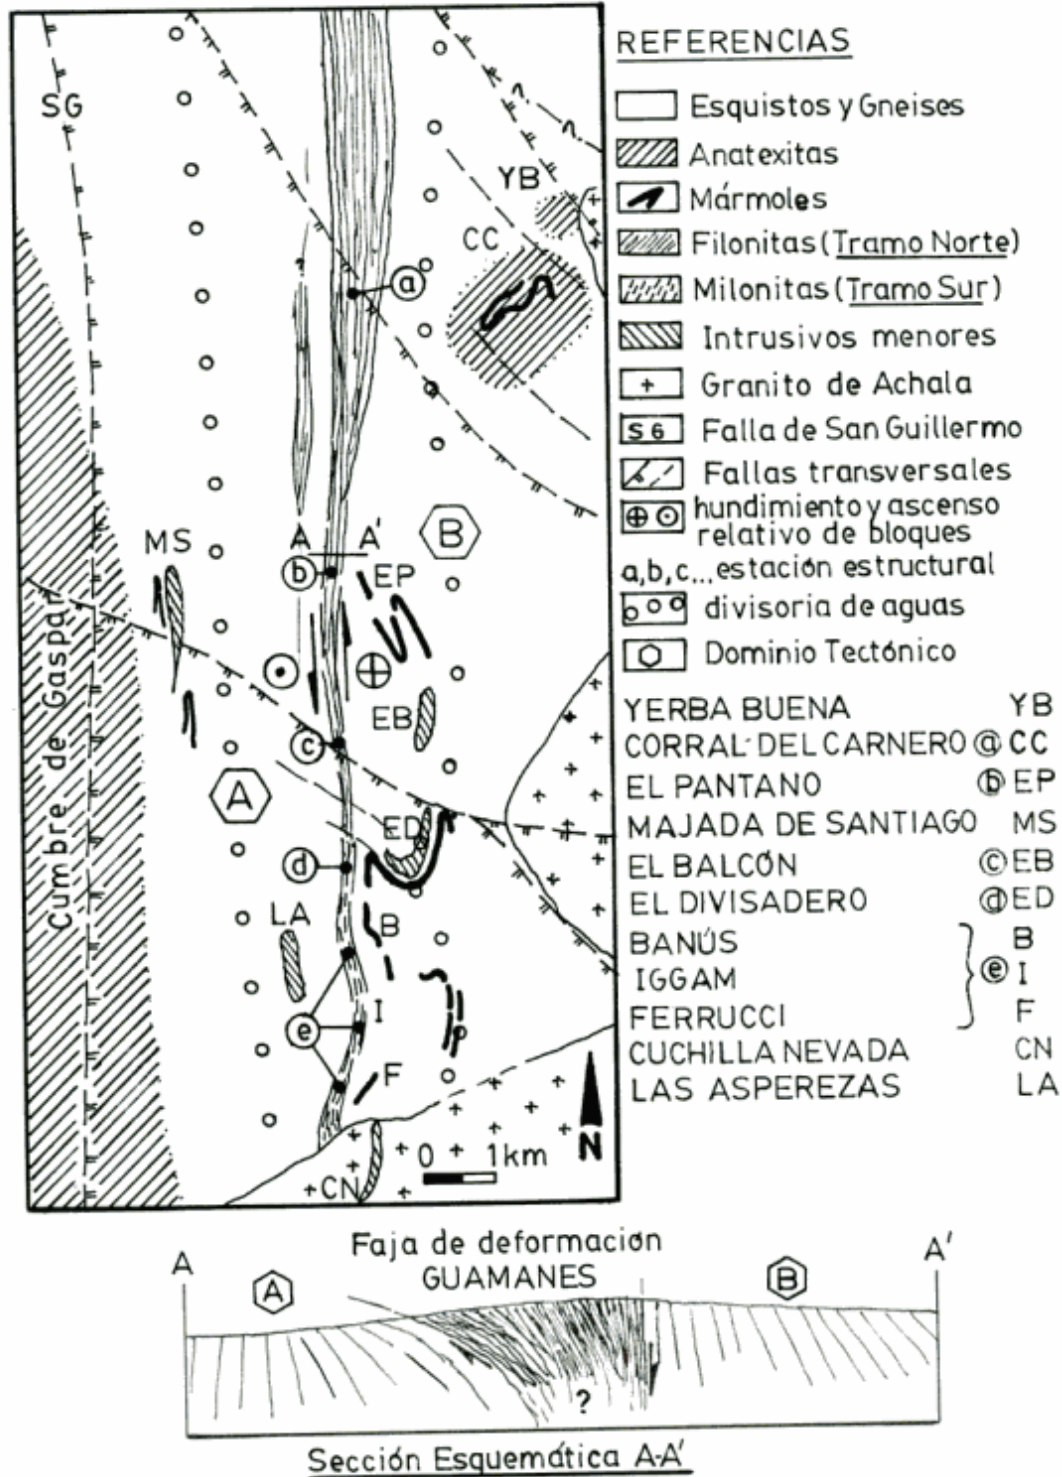 SG
YB
CC
a
A A'
B
MS
b
EP
Cumbre de Gaspar
EB
c
A
ED
d
LA
B
e
I
F
N
0 1km
CN
REFERENCIAS
Esquistos y Gneises
Anatexitas
Mármoles
Filonitas (Tramo Norte)
Milonitas (Tramo Sur)
Intrusivos menores
+ Granito de Achala
SG Falla de San Guillermo
Fallas transversales
hundimiento y ascenso
relativo de bloques
a,b,c... estación estructural
divisoria de aguas
Dominio Tectónico
YERBA BUENA YB
CORRAL DEL CARNERO a CC
EL PANTANO b EP
MAJADA DE SANTIAGO MS
EL BALCÓN c EB
EL DIVISADERO d ED
BANÚS B
IGGAM e I
FERRUCCI F
CUCHILLA NEVADA CN
LAS ASPEREZAS LA
Faja de deformación
GUAMANES
A A'
A B
?
Sección Esquemática A-A'